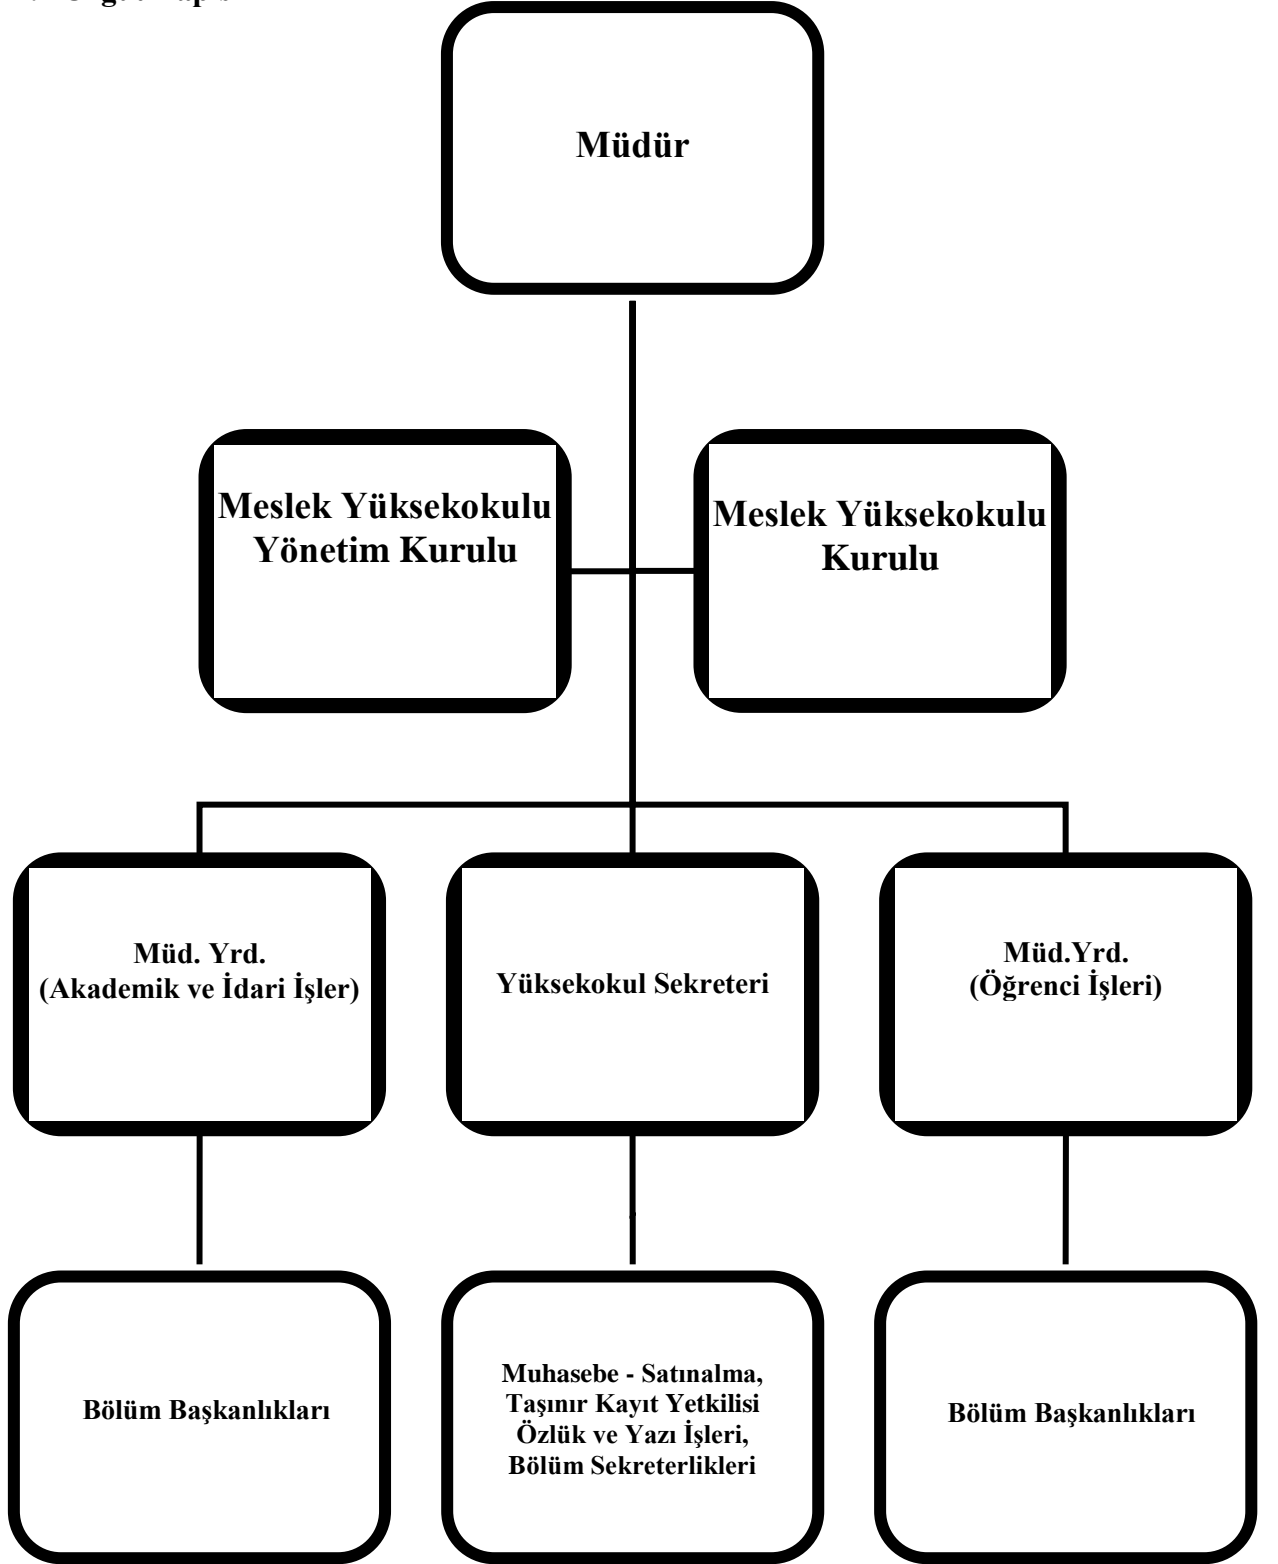 Müdür
Meslek Yüksekokulu
Yönetim Kurulu
Meslek Yüksekokulu
Kurulu
Müd. Yrd.
(Akademik ve İdari İşler)
Yüksekokul Sekreteri
Müd.Yrd.
(Öğrenci İşleri)
Bölüm Başkanlıkları
Muhasebe - Satınalma,
Taşınır Kayıt Yetkilisi
Özlük ve Yazı İşleri,
Bölüm Sekreterlikleri
Bölüm Başkanlıkları